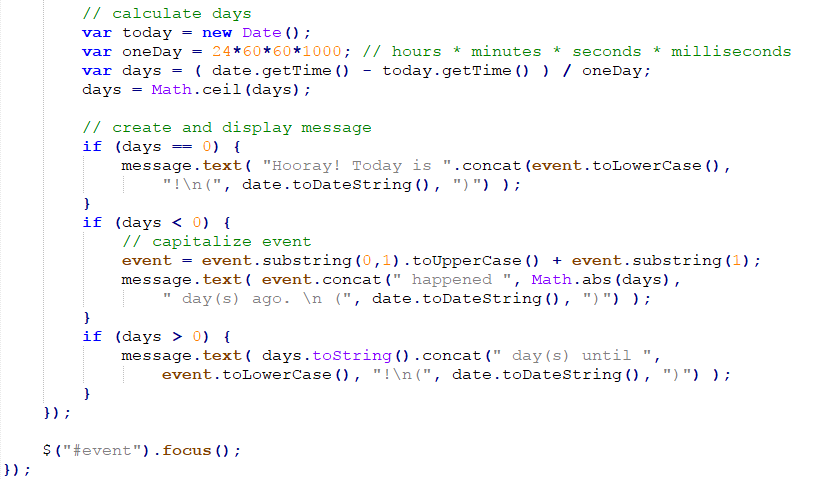 // calculate days
var today = new Date();
var oneDay = 24*60*60*1000; // hours * minutes * seconds * milliseconds
var days = ( date.getTime() - today.getTime() ) / oneDay;
days = Math.ceil(days);
// create and display message
if (days == 0) {
message.text( "Hooray! Today is ".concat(event.toLowerCase(),
"!\n(", date.toDateString(), ")") );
}
if (days < 0) {
// capitalize event
event = event.substring(0,1).toUpperCase() + event.substring(1);
message.text( event.concat(" happened ", Math.abs(days),
" day(s) ago. \n (", date.toDateString(), ")") );
}
if (days > 0) {
message.text( days.toString().concat(" day(s) until ",
event.toLowerCase(), "!\n(", date.toDateString(), ")") );
}
});
$("#event").focus();
});